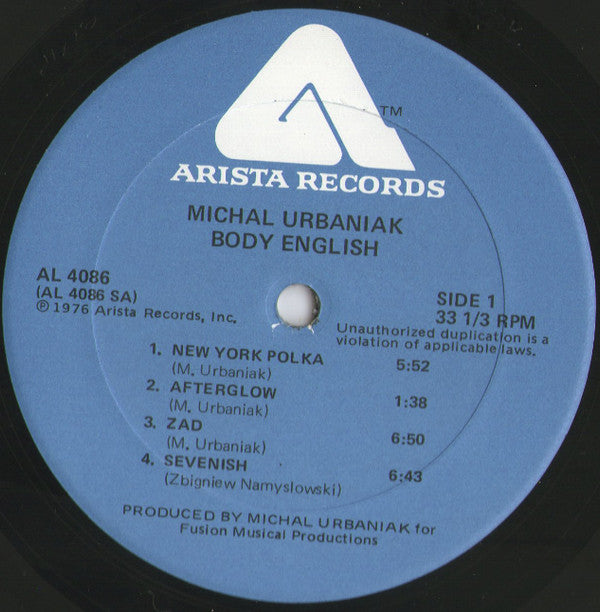 TM
ARISTA RECORDS
MICHAL URBANIAK
BODY ENGLISH
AL 4086
(AL 4086 SA)
℗ 1976 Arista Records, Inc.
SIDE 1
33 1/3 RPM
Unauthorized duplication is a
violation of applicable laws.
1. NEW YORK POLKA 5:52
(M. Urbaniak)
2. AFTERGLOW 1:38
(M. Urbaniak)
3. ZAD 6:50
(M. Urbaniak)
4. SEVENISH 6:43
(Zbigniew Namyslowski)
PRODUCED BY MICHAL URBANIAK for
Fusion Musical Productions